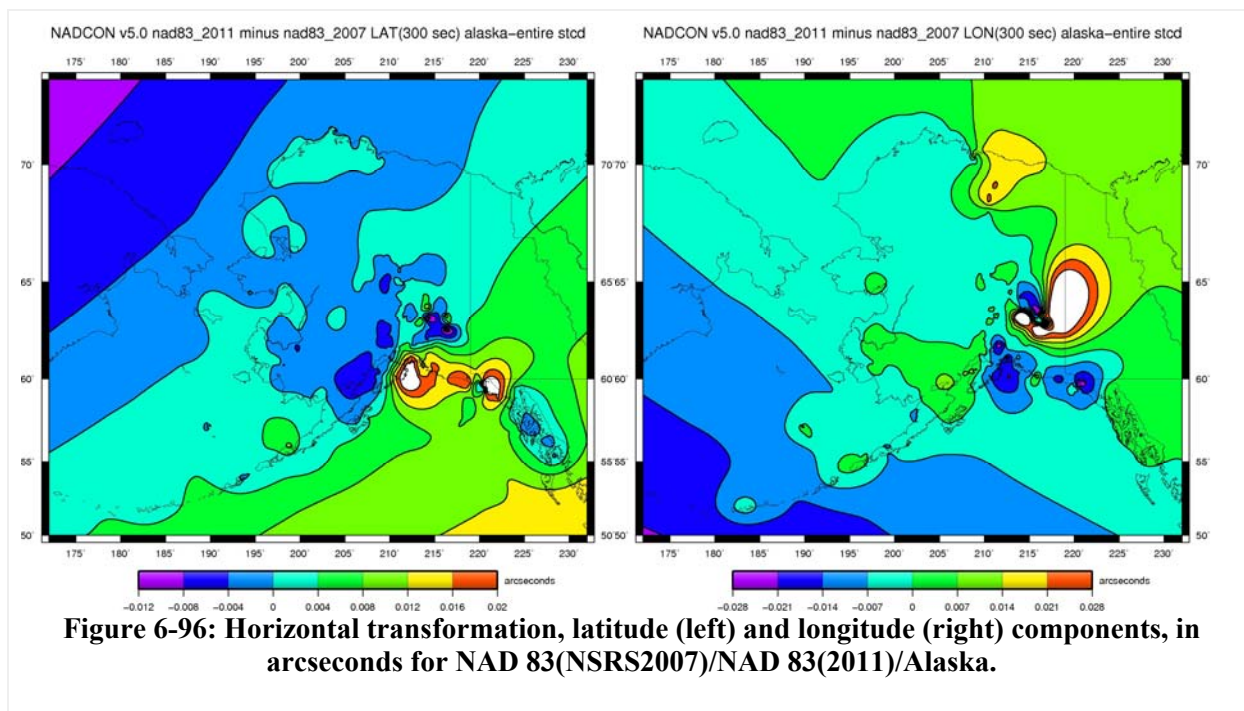 NADCON v5.0 nad83_2011 minus nad83_2007 LAT(300 sec) alaska-entire stcd
175˚ 180˚ 185˚ 190˚ 195˚ 200˚ 205˚ 210˚ 215˚ 220˚ 225˚ 230˚
70˚
65˚
60˚
55˚
50˚
175˚ 180˚ 185˚ 190˚ 195˚ 200˚ 205˚ 210˚ 215˚ 220˚ 225˚ 230˚
arcseconds
−0.012 −0.008 −0.004 0 0.004 0.008 0.012 0.016 0.02
NADCON v5.0 nad83_2011 minus nad83_2007 LON(300 sec) alaska-entire stcd
175˚ 180˚ 185˚ 190˚ 195˚ 200˚ 205˚ 210˚ 215˚ 220˚ 225˚ 230˚
70˚ 70˚
65˚ 65˚
60˚ 60˚
55˚ 55˚
50˚ 50˚
175˚ 180˚ 185˚ 190˚ 195˚ 200˚ 205˚ 210˚ 215˚ 220˚ 225˚ 230˚
arcseconds
−0.028 −0.021 −0.014 −0.007 0 0.007 0.014 0.021 0.028
Figure 6-96: Horizontal transformation, latitude (left) and longitude (right) components, in
arcseconds for NAD 83(NSRS2007)/NAD 83(2011)/Alaska.